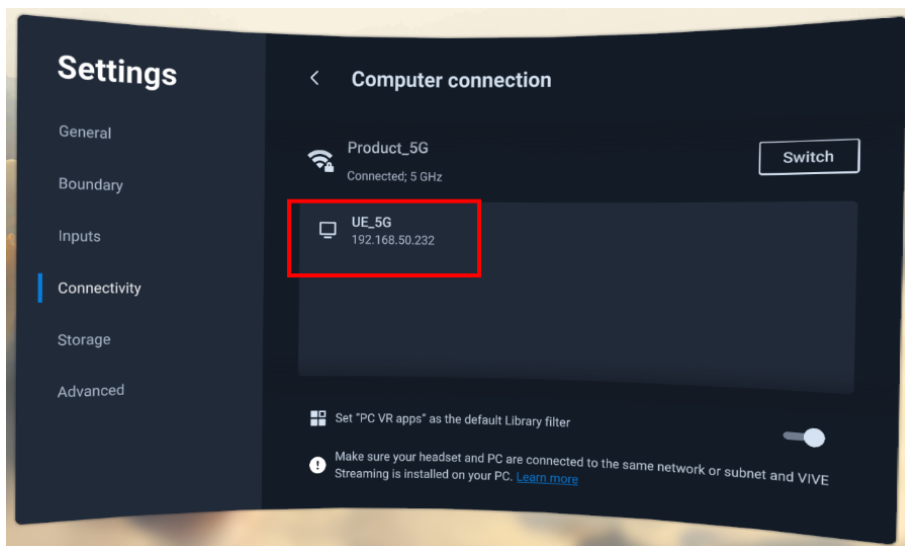 Settings
General
Boundary
Inputs
Connectivity
Storage
Advanced
Computer connection
Product_5G
Connected; 5 GHz
Switch
UE_5G
192.168.50.232
Set "PC VR apps" as the default Library filter
Make sure your headset and PC are connected to the same network or subnet and VIVE
Streaming is installed on your PC. Learn more